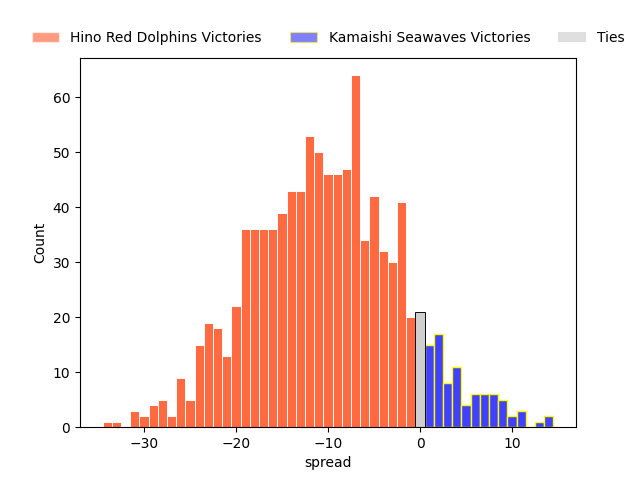 Hino Red Dolphins Victories Kamaishi Seawaves Victories Ties
60
50
40
30
20
10
0
Count
−30 −20 −10 0 10
spread